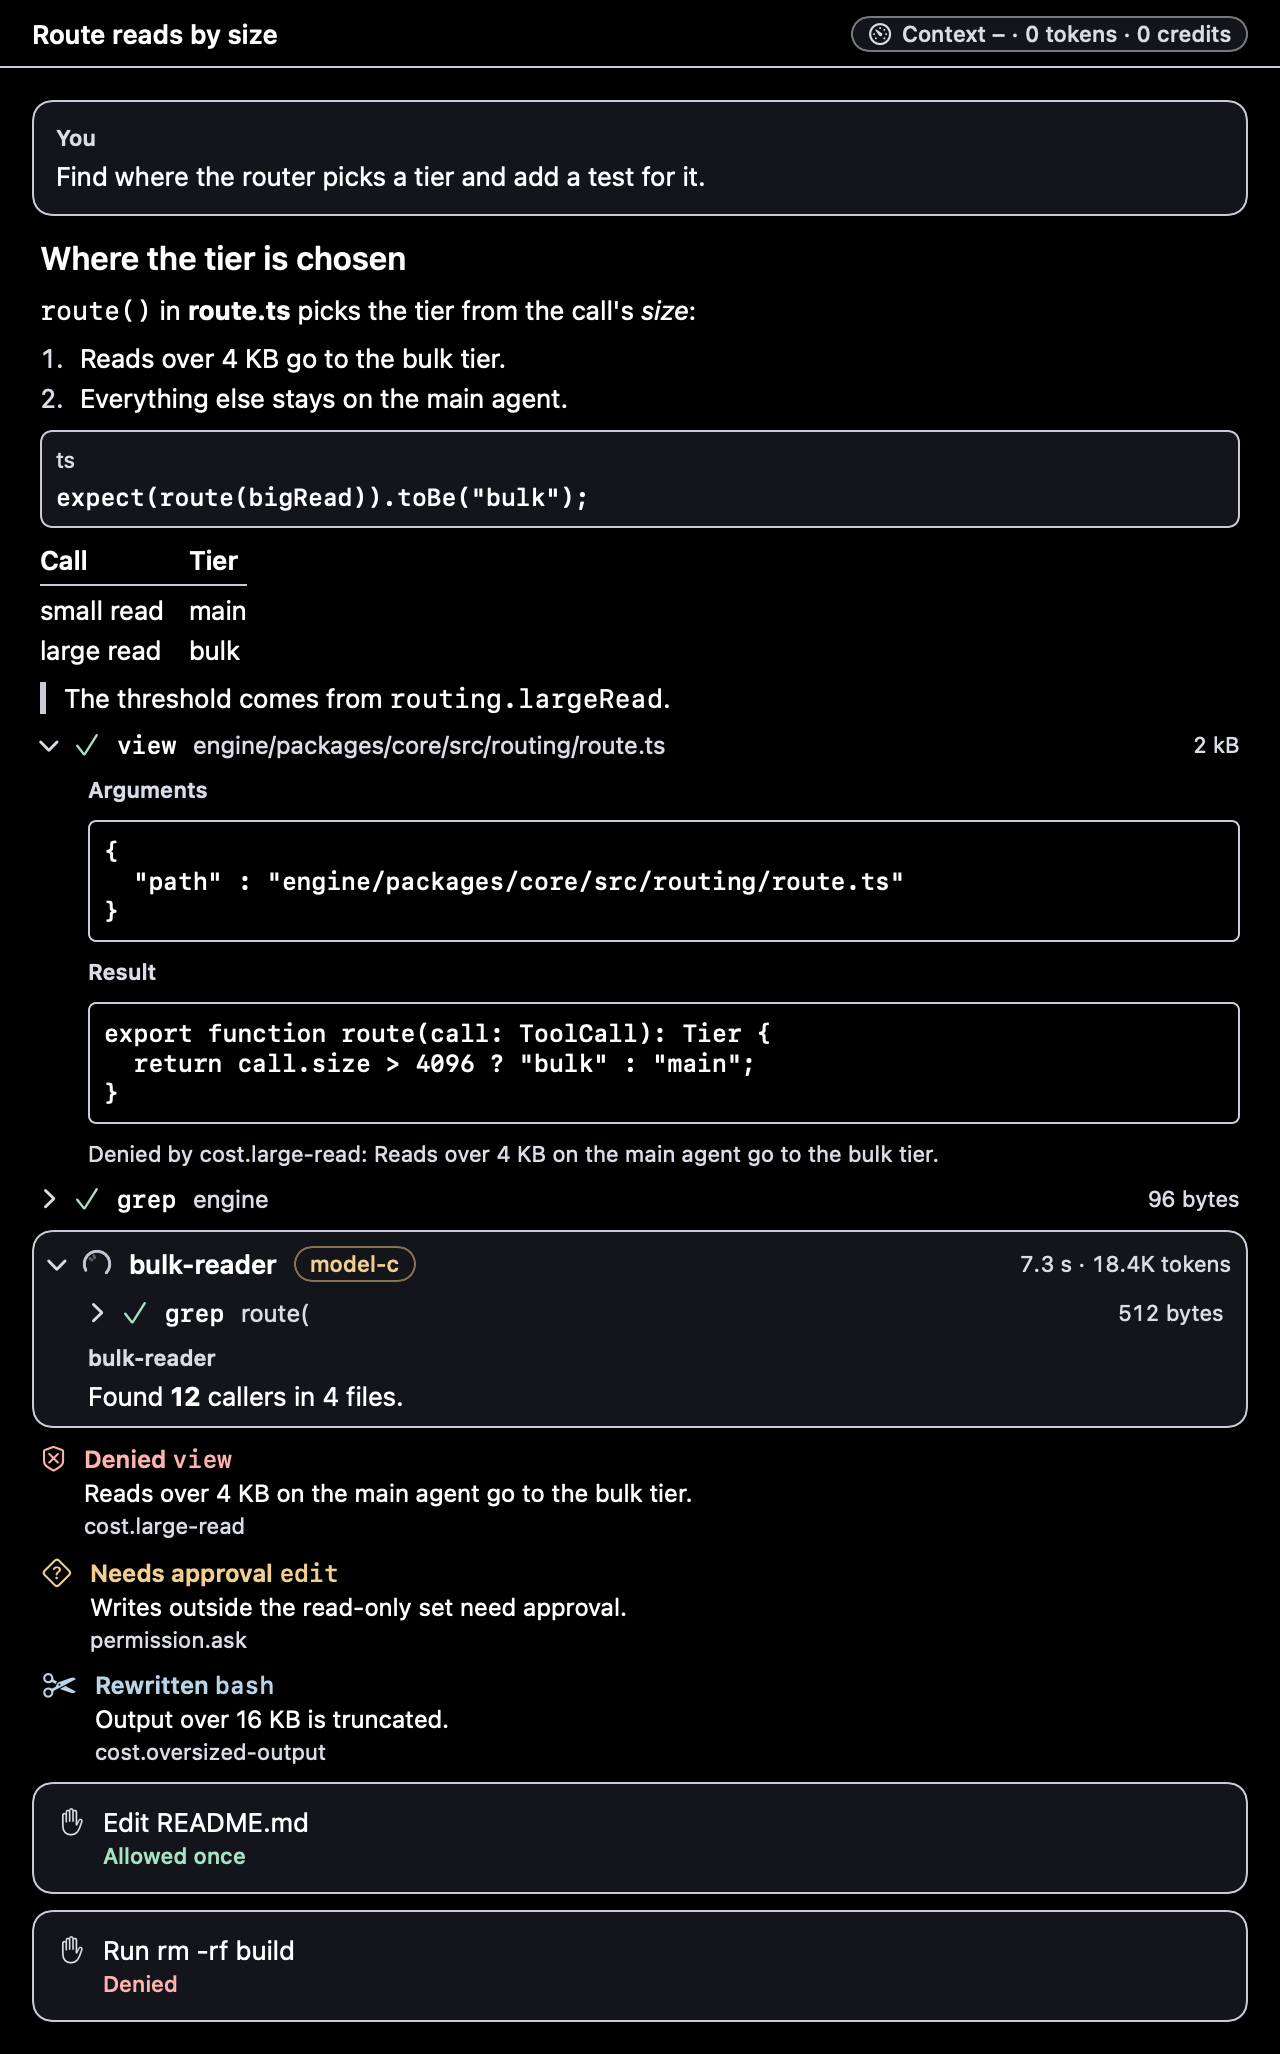 Route reads by size
Context – · 0 tokens · 0 credits
You
Find where the router picks a tier and add a test for it.
Where the tier is chosen
route() in route.ts picks the tier from the call's size:
1. Reads over 4 KB go to the bulk tier.
2. Everything else stays on the main agent.
ts
expect(route(bigRead)).toBe("bulk");
Call Tier
small read main
large read bulk
The threshold comes from routing.largeRead.
view engine/packages/core/src/routing/route.ts 2 kB
Arguments
{
"path" : "engine/packages/core/src/routing/route.ts"
}
Result
export function route(call: ToolCall): Tier {
return call.size > 4096 ? "bulk" : "main";
}
Denied by cost.large-read: Reads over 4 KB on the main agent go to the bulk tier.
grep engine 96 bytes
bulk-reader model-c 7.3 s · 18.4K tokens
grep route( 512 bytes
bulk-reader
Found 12 callers in 4 files.
Denied view
Reads over 4 KB on the main agent go to the bulk tier.
cost.large-read
Needs approval edit
Writes outside the read-only set need approval.
permission.ask
Rewritten bash
Output over 16 KB is truncated.
cost.oversized-output
Edit README.md
Allowed once
Run rm -rf build
Denied